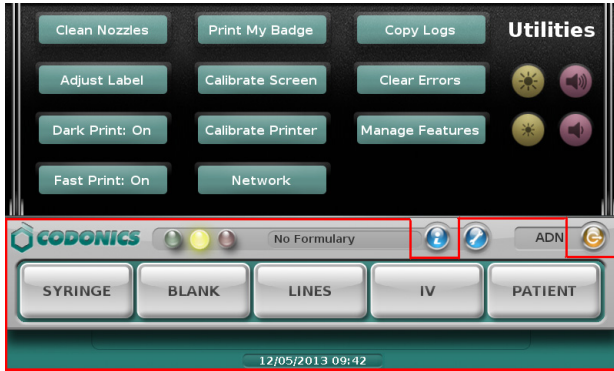 Clean Nozzles Print My Badge Copy Logs Utilities
Adjust Label Calibrate Screen Clear Errors
Dark Print: On Calibrate Printer Manage Features
Fast Print: On Network
CODONICS No Formulary i ADN
SYRINGE BLANK LINES IV PATIENT
12/05/2013 09:42